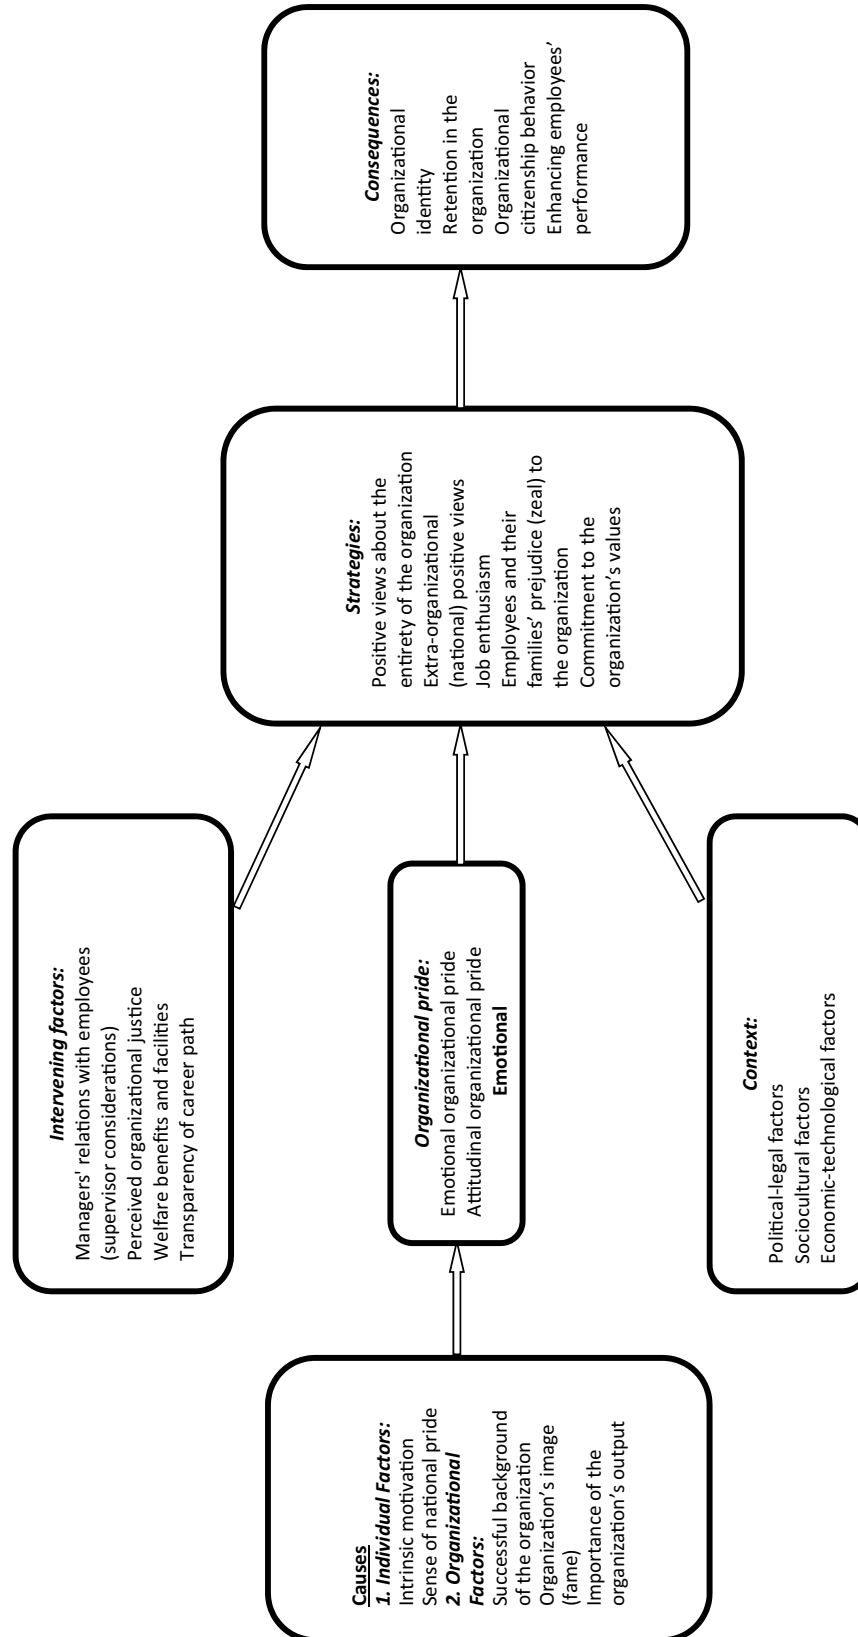 Causes
1. Individual Factors:
Intrinsic motivation
Sense of national pride
2. Organizational
Factors:
Successful background
of the organization
Organization’s image
(fame)
Importance of the
organization’s output
Intervening factors:
Managers' relations with employees
(supervisor considerations)
Perceived organizational justice
Welfare benefits and facilities
Transparency of career path
Organizational pride:
Emotional organizational pride
Attitudinal organizational pride
Emotional
Context:
Political-legal factors
Sociocultural factors
Economic-technological factors
Strategies:
Positive views about the
entirety of the organization
Extra-organizational
(national) positive views
Job enthusiasm
Employees and their
families’ prejudice (zeal) to
the organization
Commitment to the
organization’s values
Consequences:
Organizational
identity
Retention in the
organization
Organizational
citizenship behavior
Enhancing employees’
performance